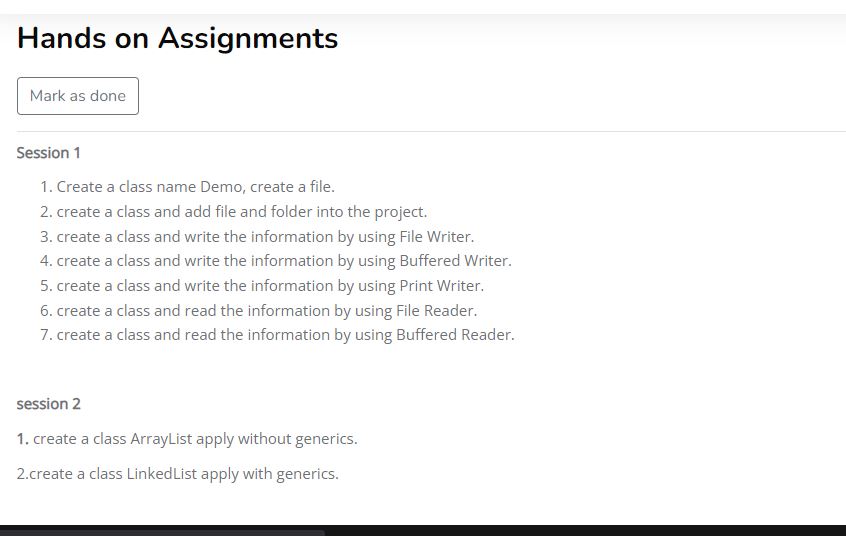 Hands on Assignments
Mark as done
Session 1
1. Create a class name Demo, create a file.
2. create a class and add file and folder into the project.
3. create a class and write the information by using File Writer.
4. create a class and write the information by using Buffered Writer.
5. create a class and write the information by using Print Writer.
6. create a class and read the information by using File Reader.
7. create a class and read the information by using Buffered Reader.
session 2
1. create a class ArrayList apply without generics.
2.create a class LinkedList apply with generics.